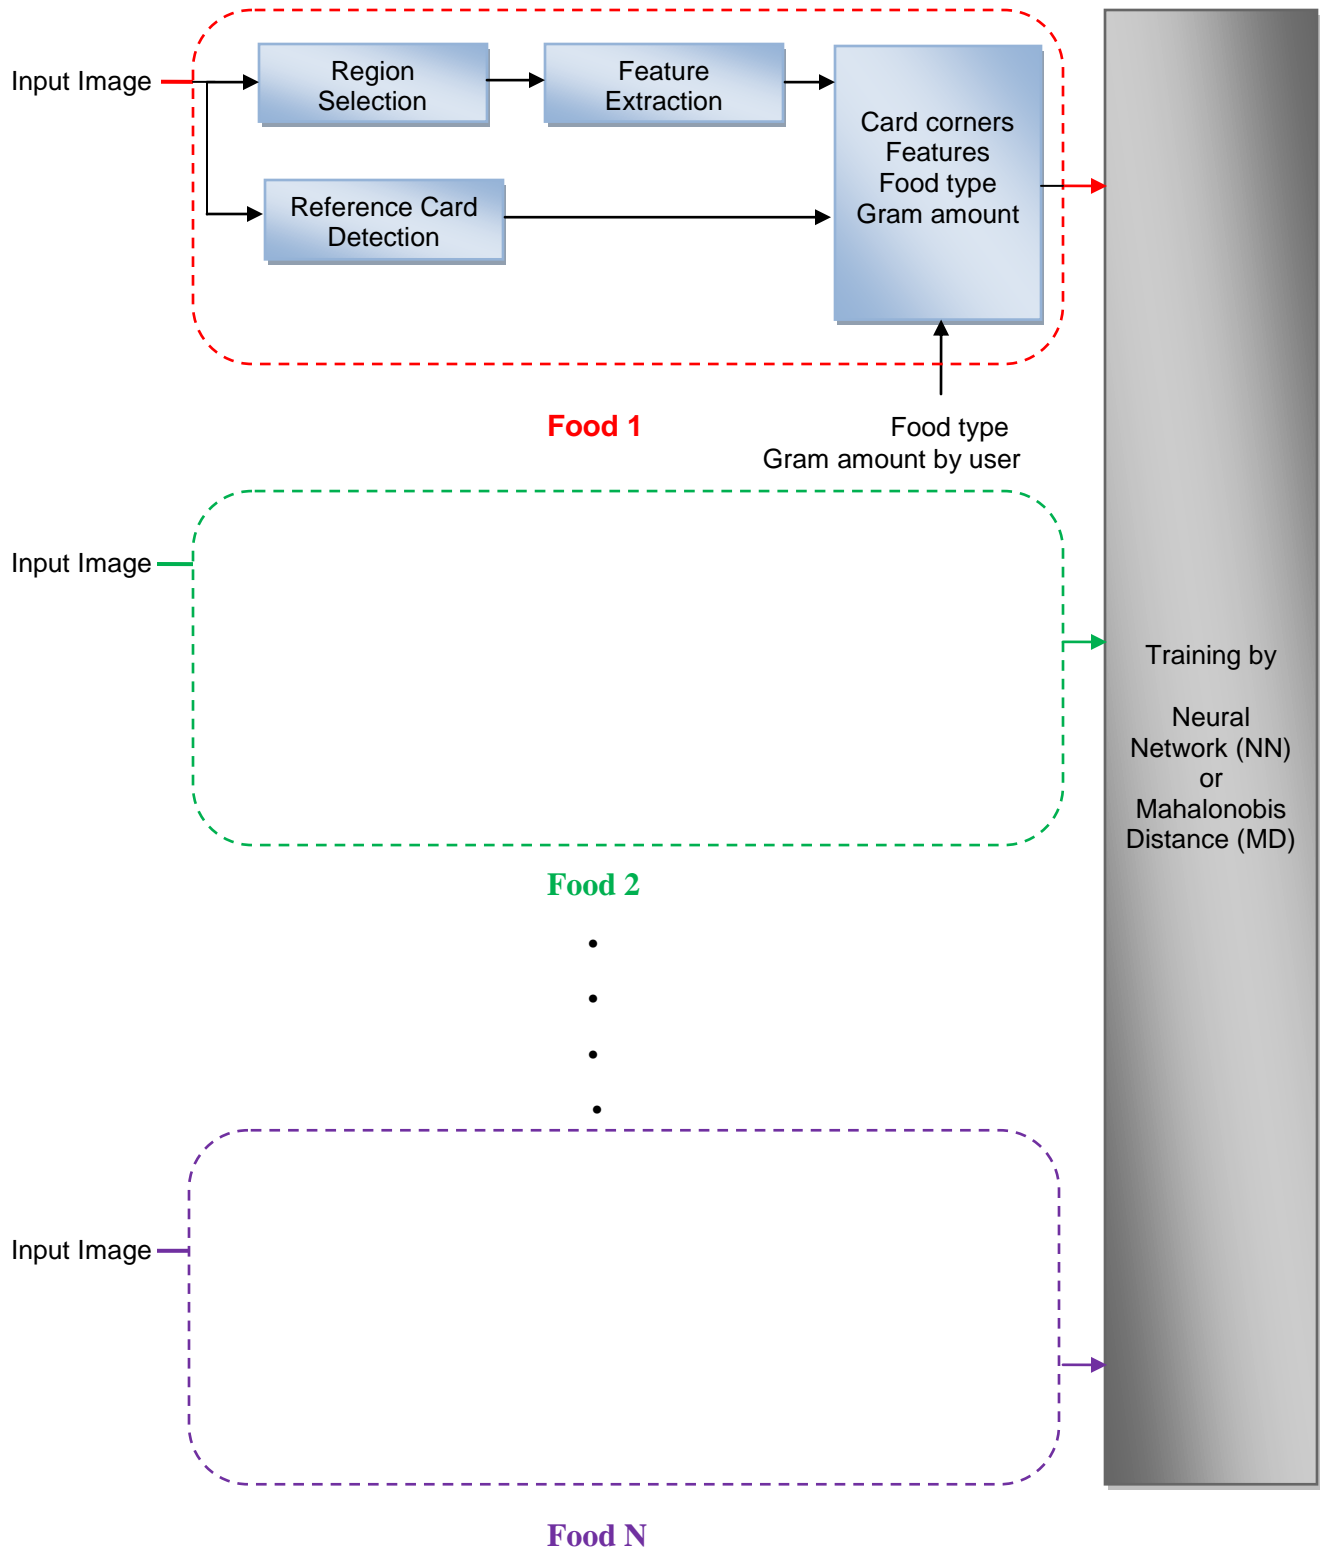 Input Image
Region
Selection
Feature
Extraction
Reference Card
Detection
Card corners
Features
Food type
Gram amount
Food 1
Food type
Gram amount by user
Input Image
Food 2
Input Image
Food N
Training by
Neural
Network (NN)
or
Mahalonobis
Distance (MD)